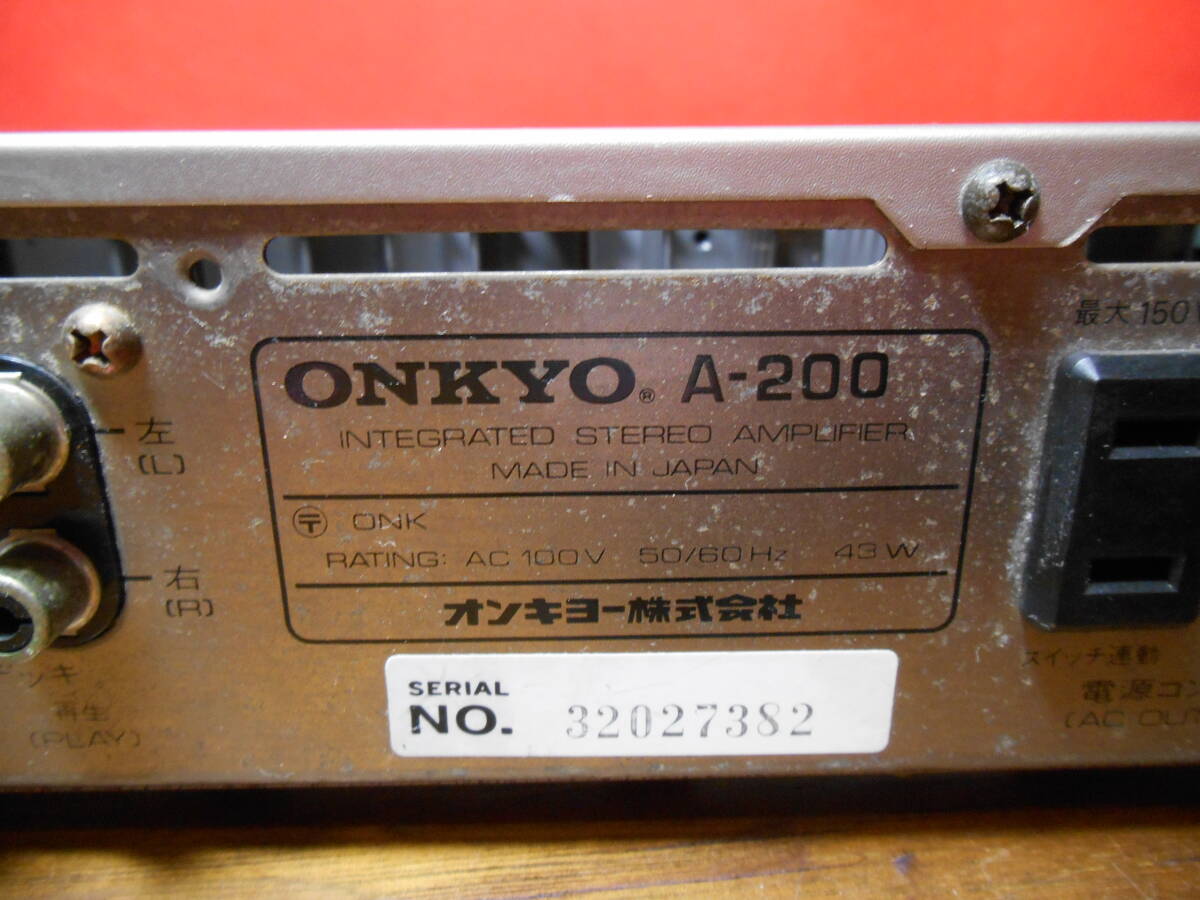 ONKYO® A-200
INTEGRATED STEREO AMPLIFIER
MADE IN JAPAN
〒 ONK
RATING: AC 100V 50/60Hz 43W
オンキヨー株式会社
SERIAL
NO. 32027382
左
(L)
右
(R)
再生
(PLAY)
最大150
スイッチ連動
電源コン
(AC OU